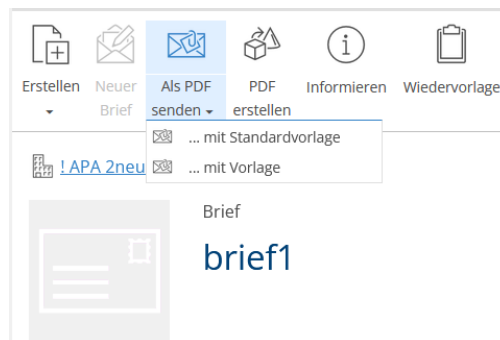 Erstellen Neuer Brief Als PDF senden PDF erstellen Informieren Wiedervorlage
... mit Standardvorlage
... mit Vorlage
! APA 2neu
Brief
brief1